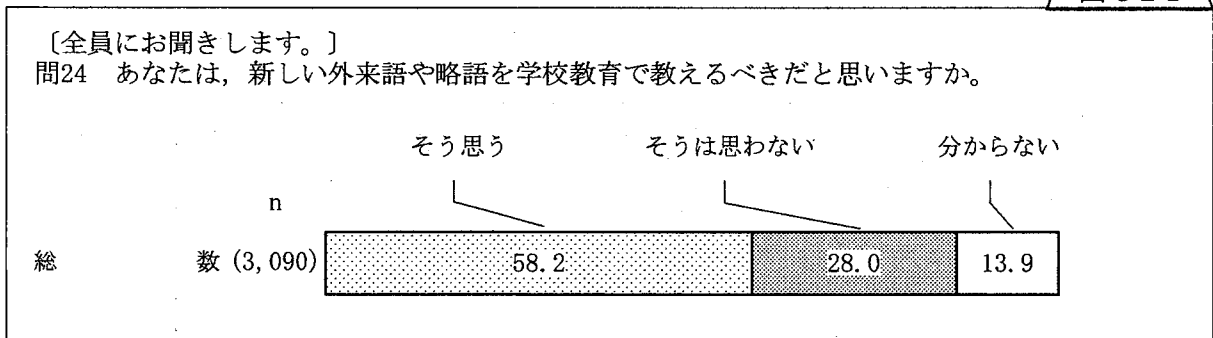 〔全員にお聞きします。〕
問24　あなたは，新しい外来語や略語を学校教育で教えるべきだと思いますか。
そう思う　そうは思わない　分からない
n
総　数 (3,090)　58.2　28.0　13.9